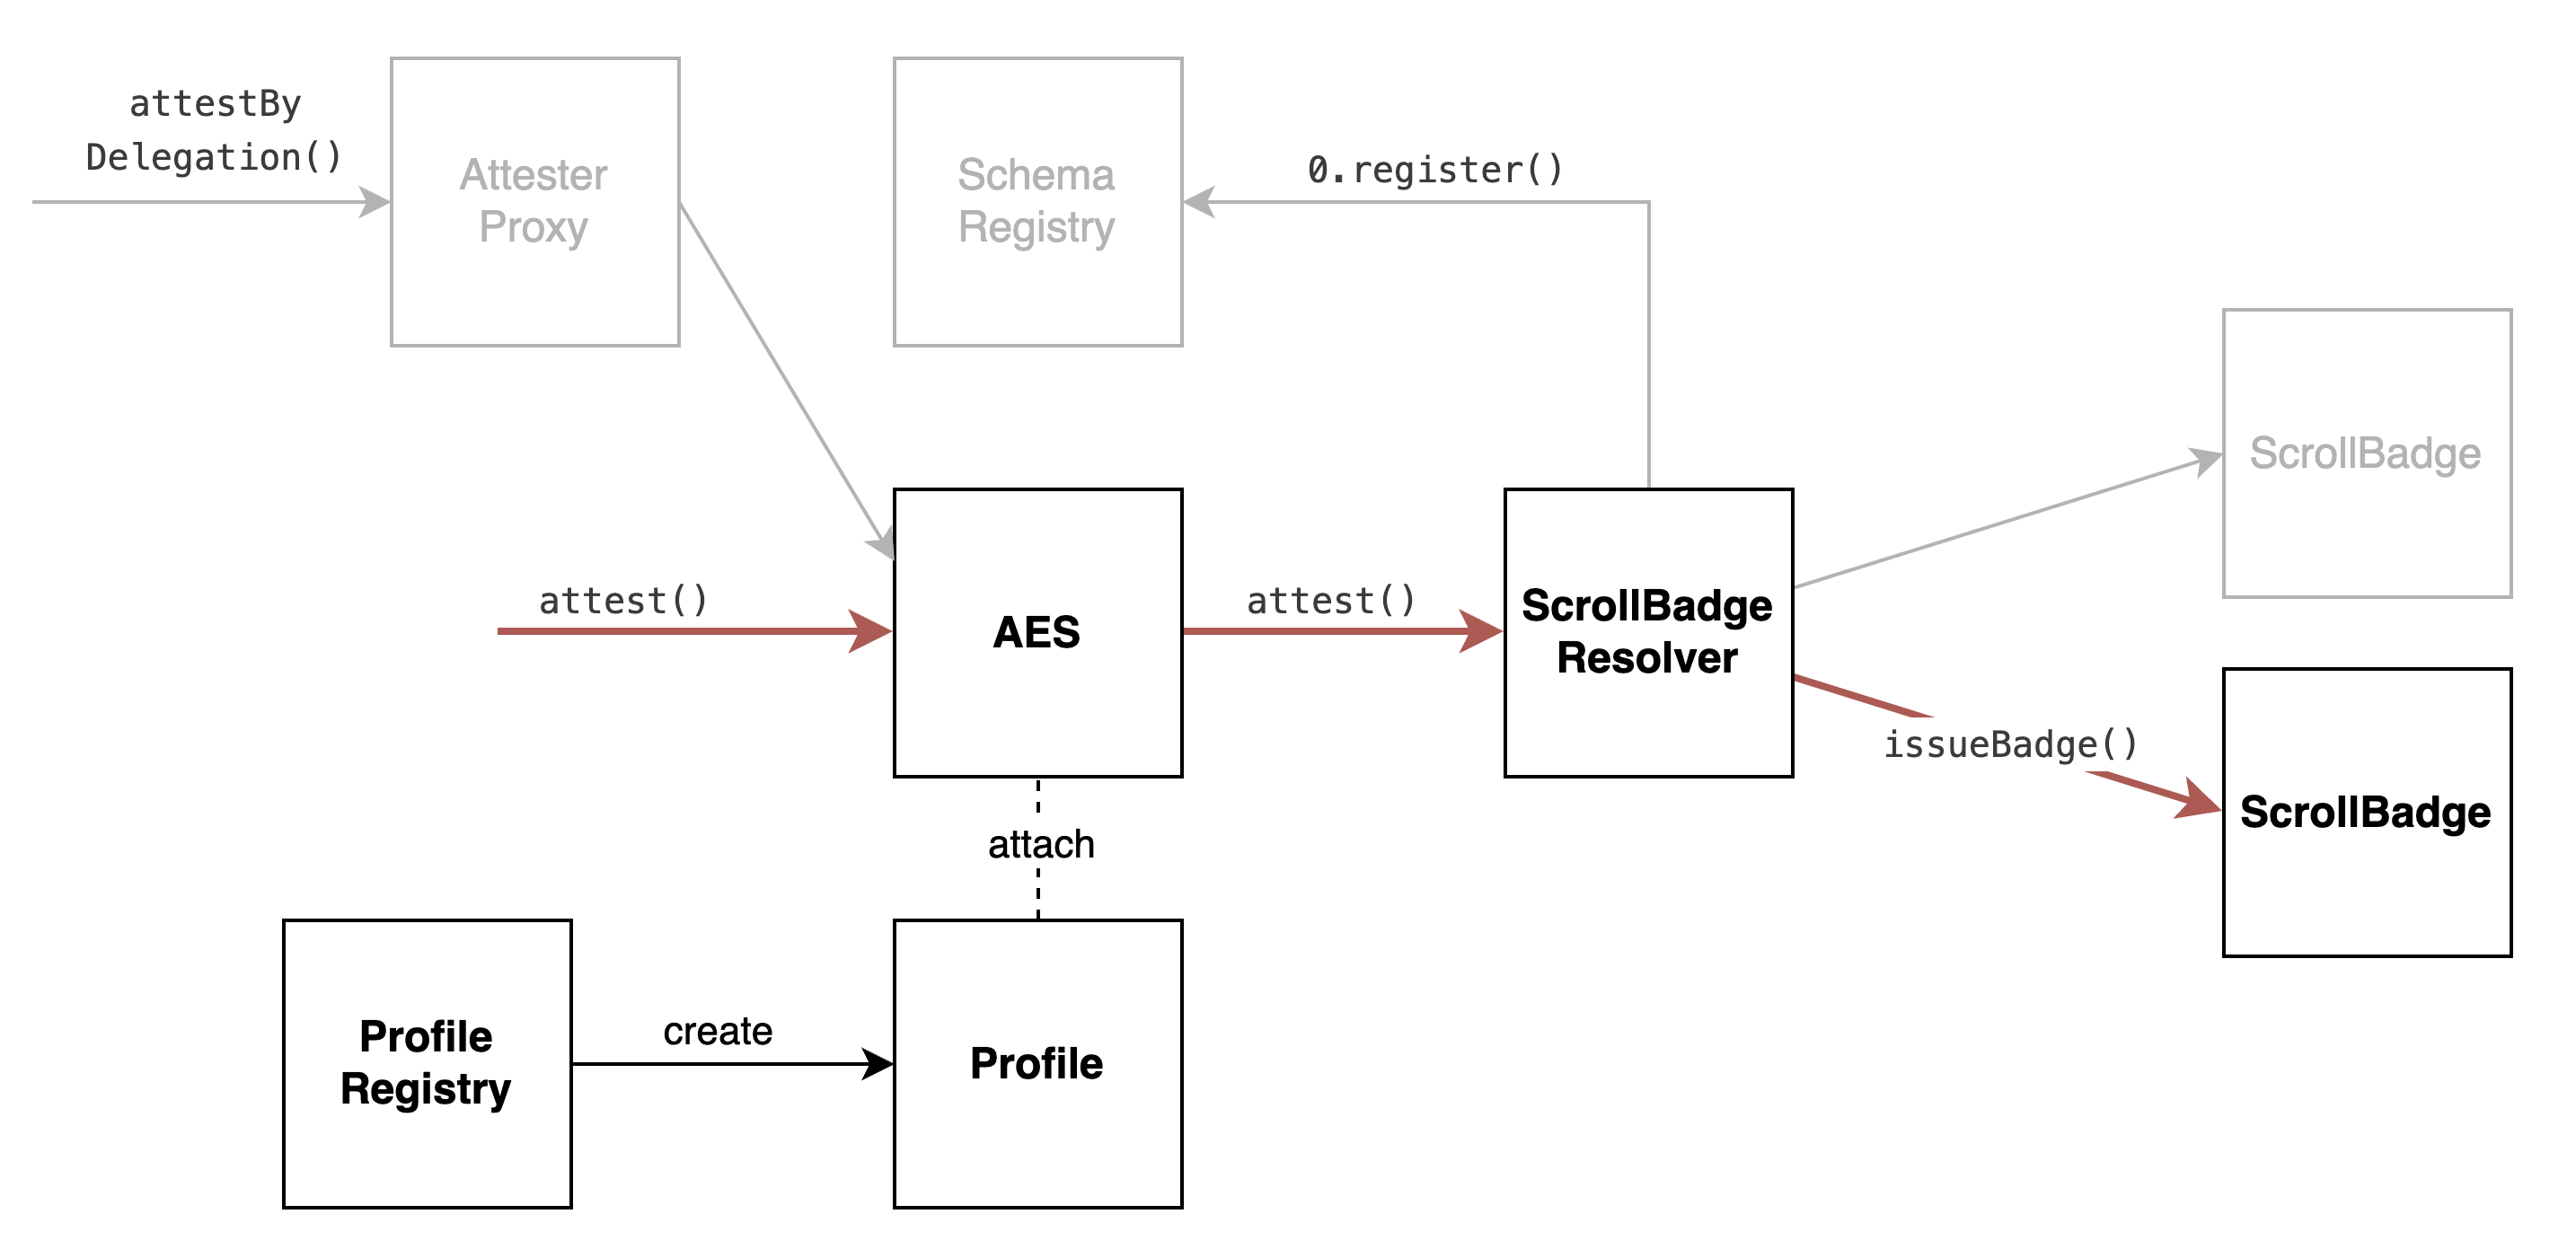 attestBy
Delegation()
Attester
Proxy
Schema
Registry
0.register()
ScrollBadge
attest()
AES
attest()
ScrollBadge
Resolver
issueBadge()
ScrollBadge
attach
Profile
Registry
create
Profile